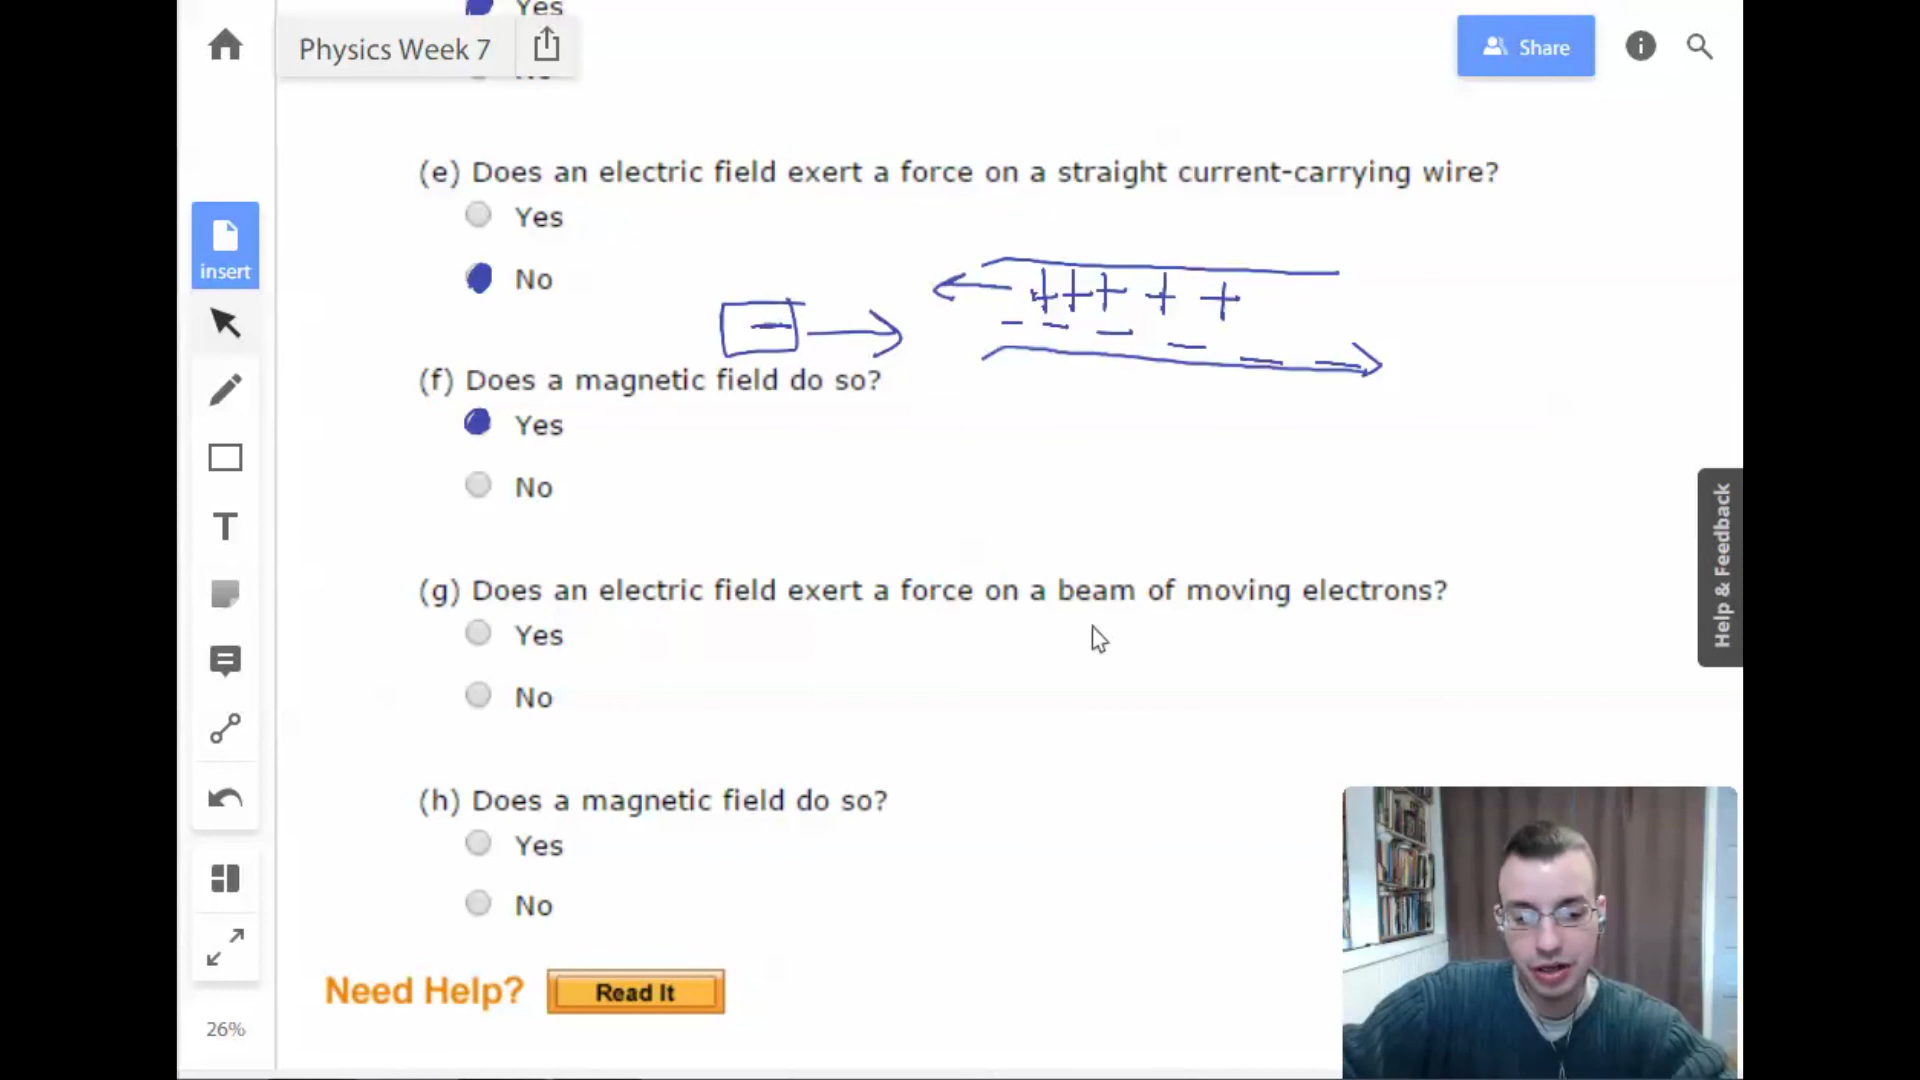 Yes
Physics Week 7
No
Share
(e) Does an electric field exert a force on a straight current-carrying wire?
Yes
No
insert
(f) Does a magnetic field do so?
Yes
No
(g) Does an electric field exert a force on a beam of moving electrons?
Yes
No
(h) Does a magnetic field do so?
Yes
No
Need Help? Read It
26%
Help & Feedback